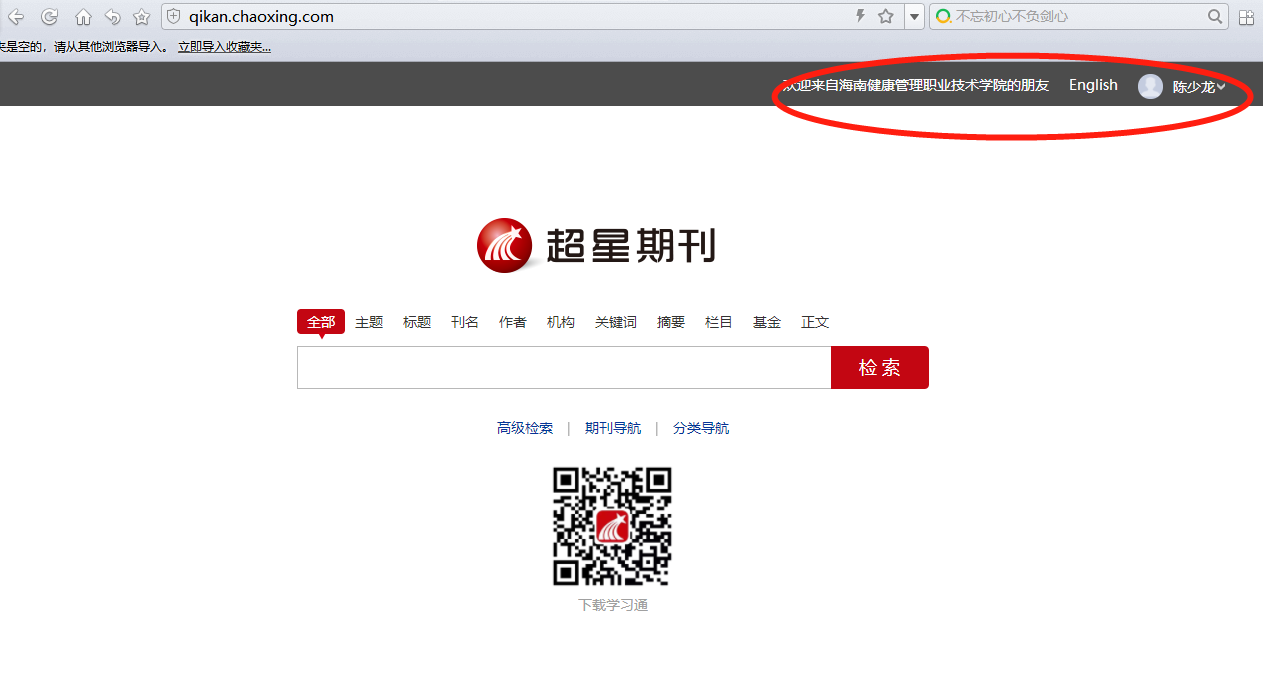 qikan.chaoxing.com 不忘初心不负剑心
来是空的，请从其他浏览器导入。 立即导入收藏夹...
欢迎来自海南健康管理职业技术学院的朋友 English 陈少龙
超星期刊
全部 主题 标题 刊名 作者 机构 关键词 摘要 栏目 基金 正文
检索
高级检索 | 期刊导航 | 分类导航
下载学习通